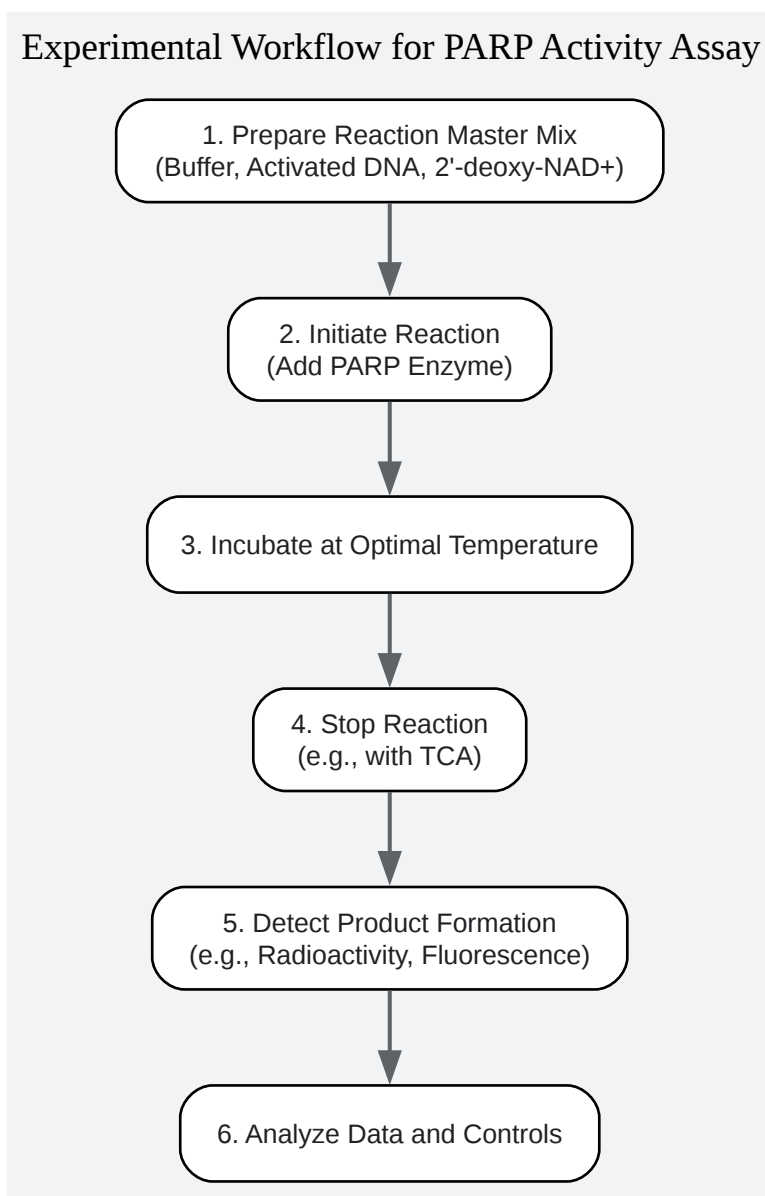 Experimental Workflow for PARP Activity Assay
1. Prepare Reaction Master Mix
(Buffer, Activated DNA, 2'-deoxy-NAD+)
2. Initiate Reaction
(Add PARP Enzyme)
3. Incubate at Optimal Temperature
4. Stop Reaction
(e.g., with TCA)
5. Detect Product Formation
(e.g., Radioactivity, Fluorescence)
6. Analyze Data and Controls